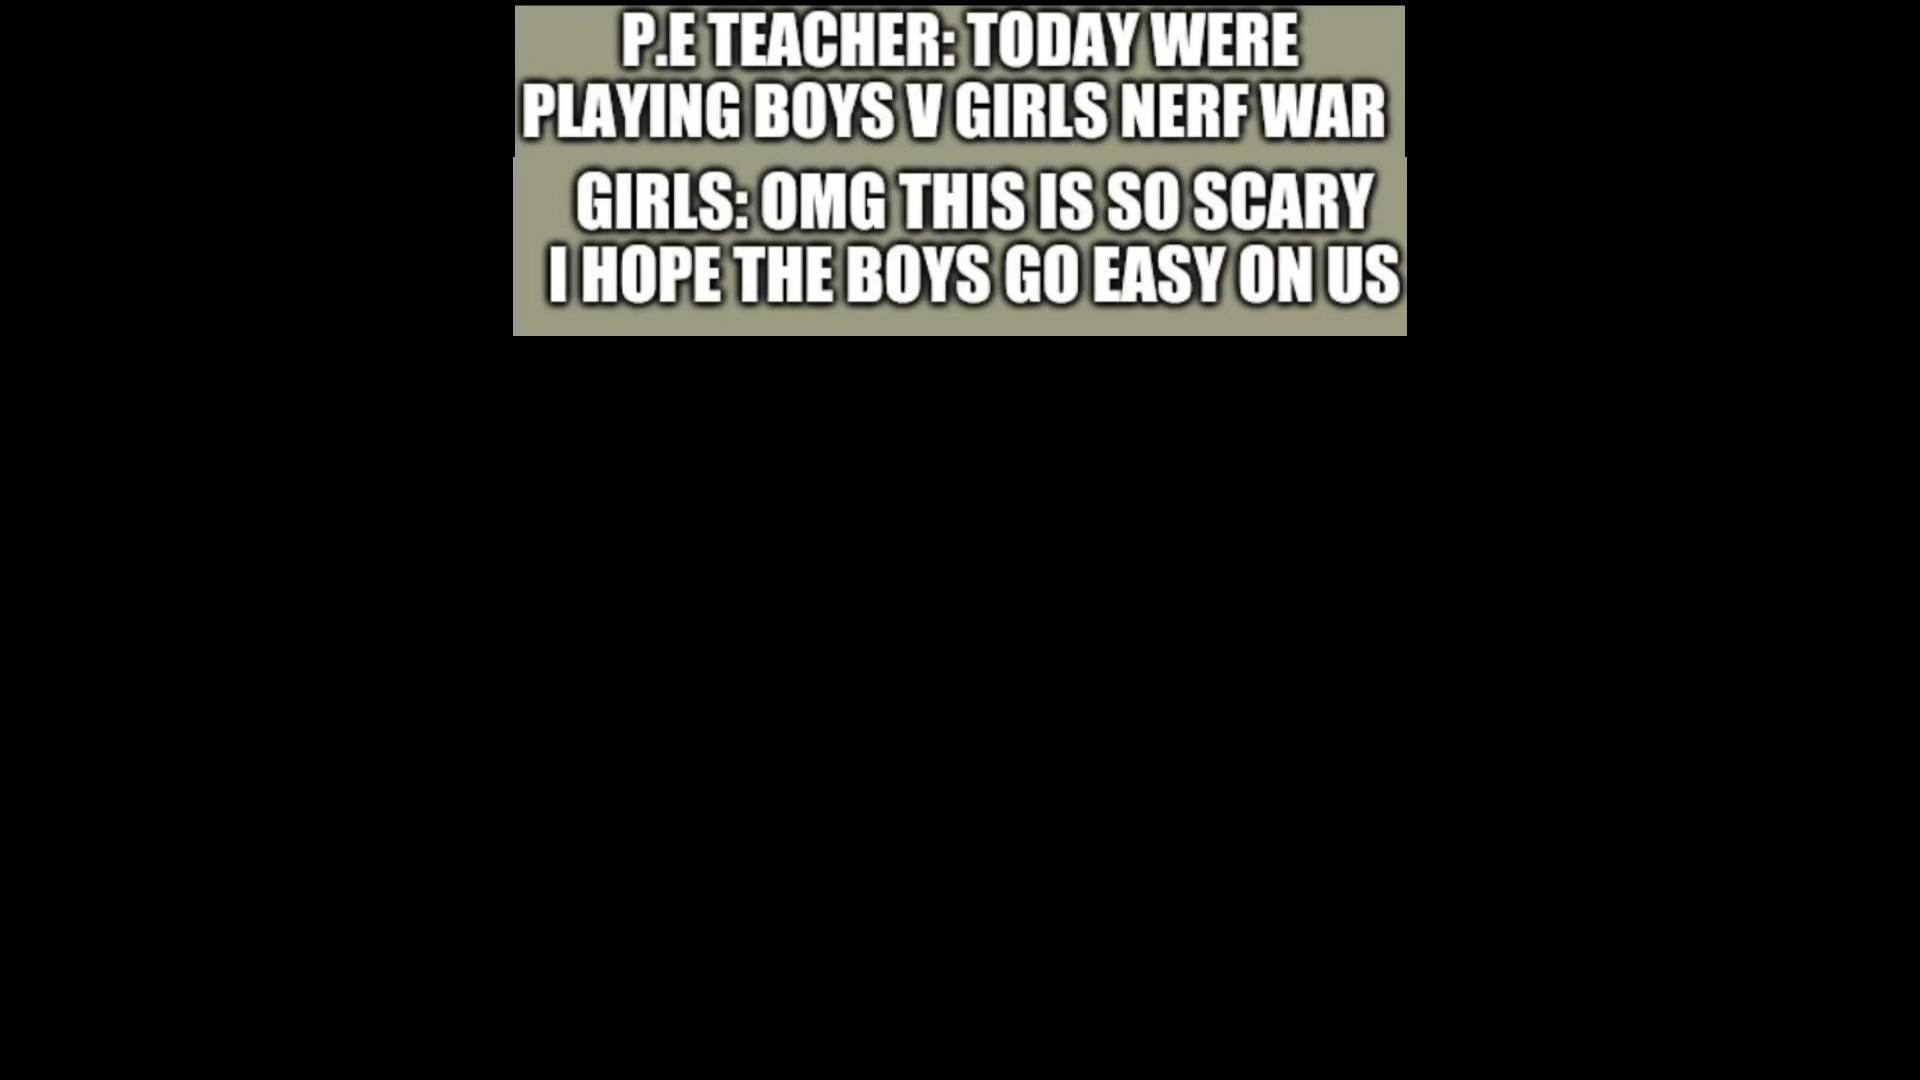 P.E TEACHER: TODAY WERE
PLAYING BOYS V GIRLS NERF WAR
GIRLS: OMG THIS IS SO SCARY
I HOPE THE BOYS GO EASY ON US